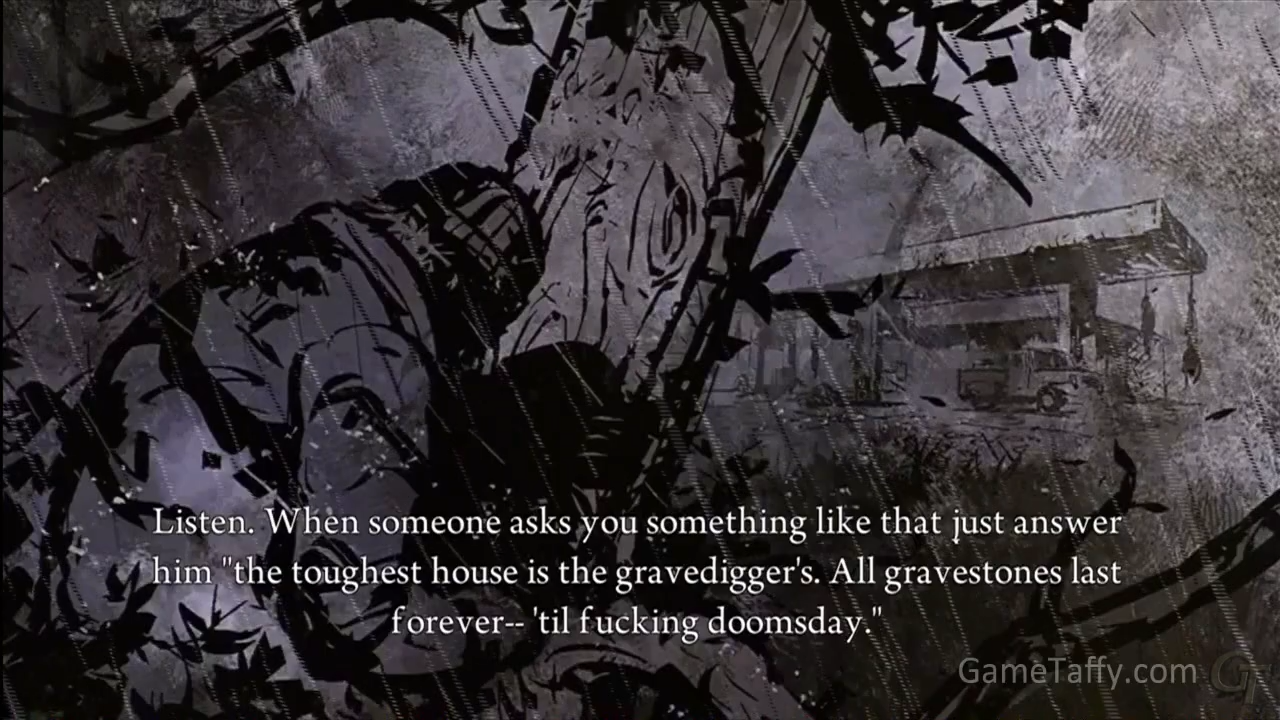 Listen. When someone asks you something like that just answer
him "the toughest house is the gravedigger's. All gravestones last
forever-- 'til fucking doomsday."
GameTaffy.com
GT